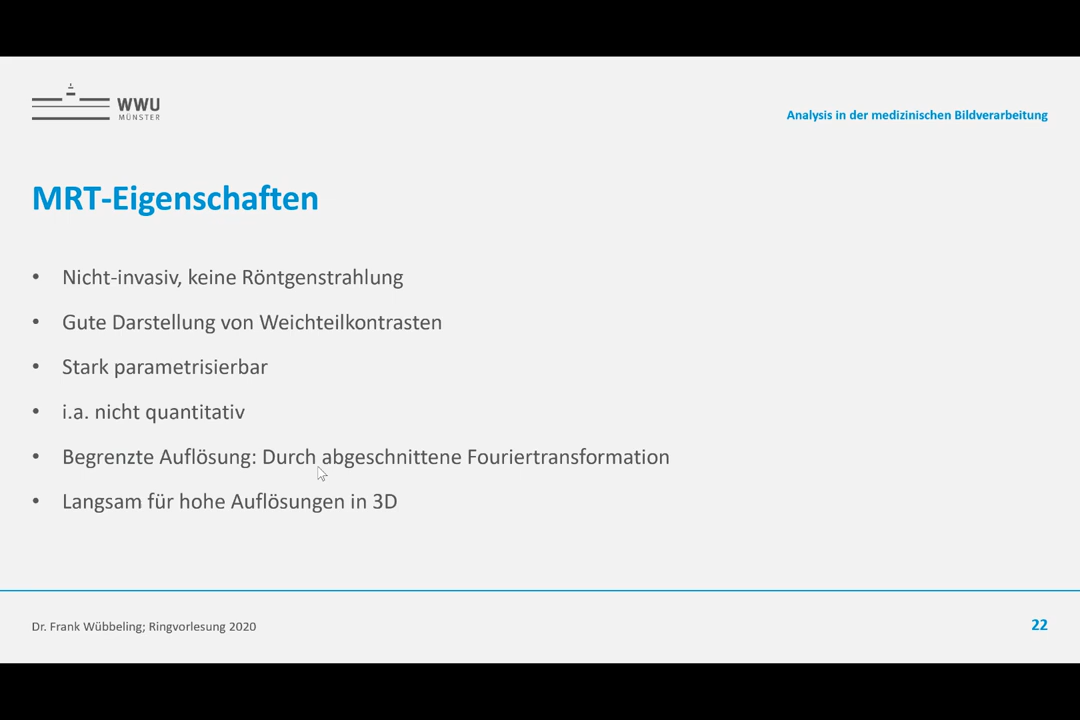 WWU
MÜNSTER
Analysis in der medizinischen Bildverarbeitung
MRT-Eigenschaften
• Nicht-invasiv, keine Röntgenstrahlung
• Gute Darstellung von Weichteilkontrasten
• Stark parametrisierbar
• i.a. nicht quantitativ
• Begrenzte Auflösung: Durch abgeschnittene Fouriertransformation
• Langsam für hohe Auflösungen in 3D
Dr. Frank Wübbeling; Ringvorlesung 2020
22